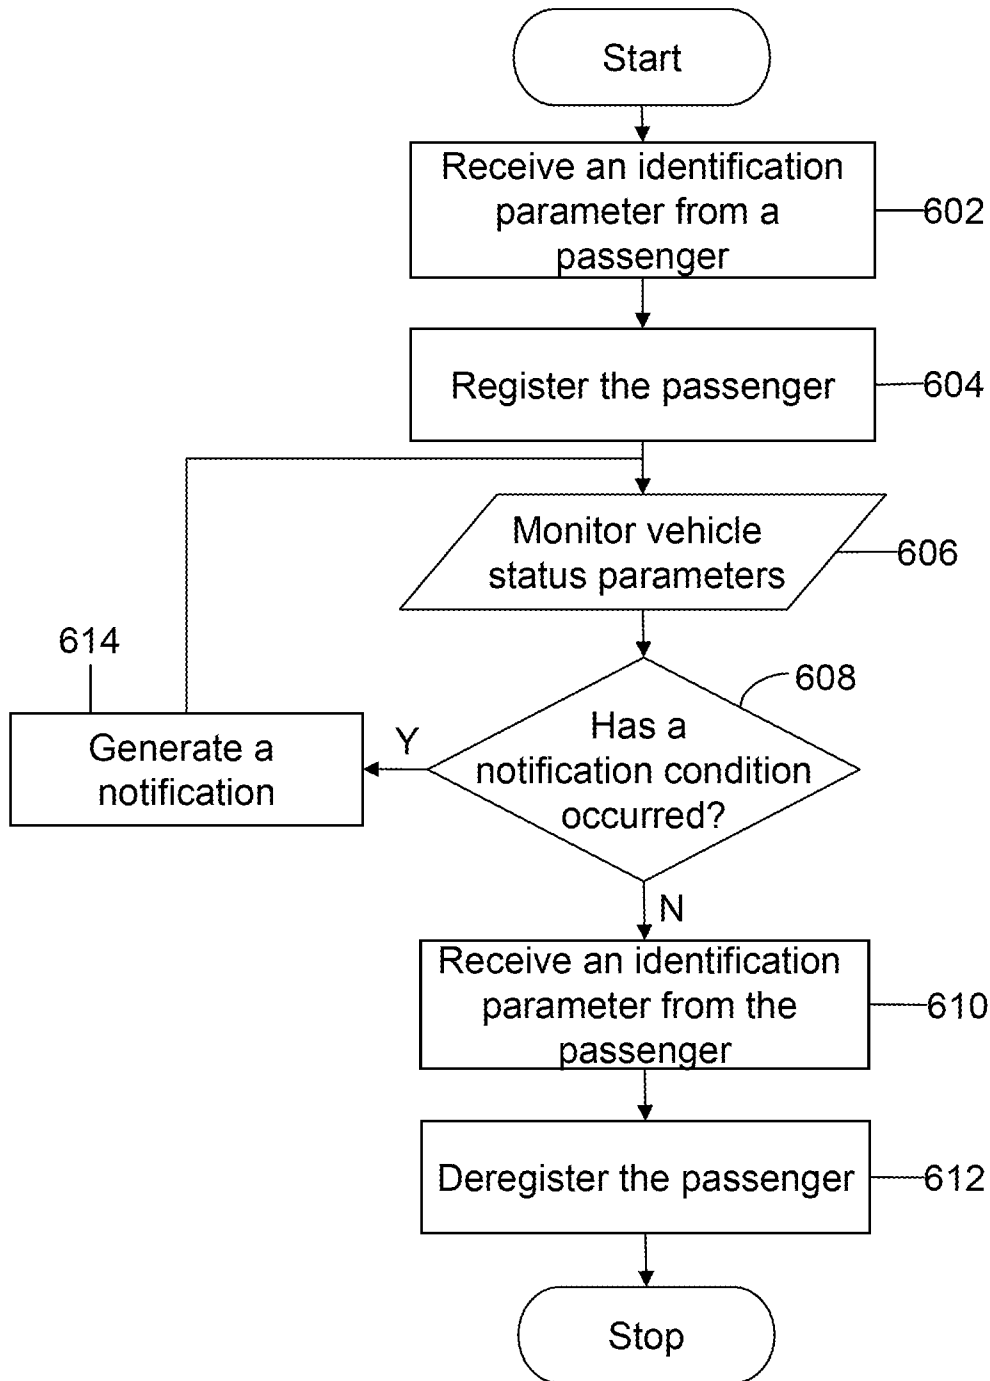 Start
Receive an identification
parameter from a
passenger
602
Register the passenger
604
Monitor vehicle
status parameters
606
614
608
Generate a
notification
Y
Has a
notification condition
occurred?
N
Receive an identification
parameter from the
passenger
610
Deregister the passenger
612
Stop